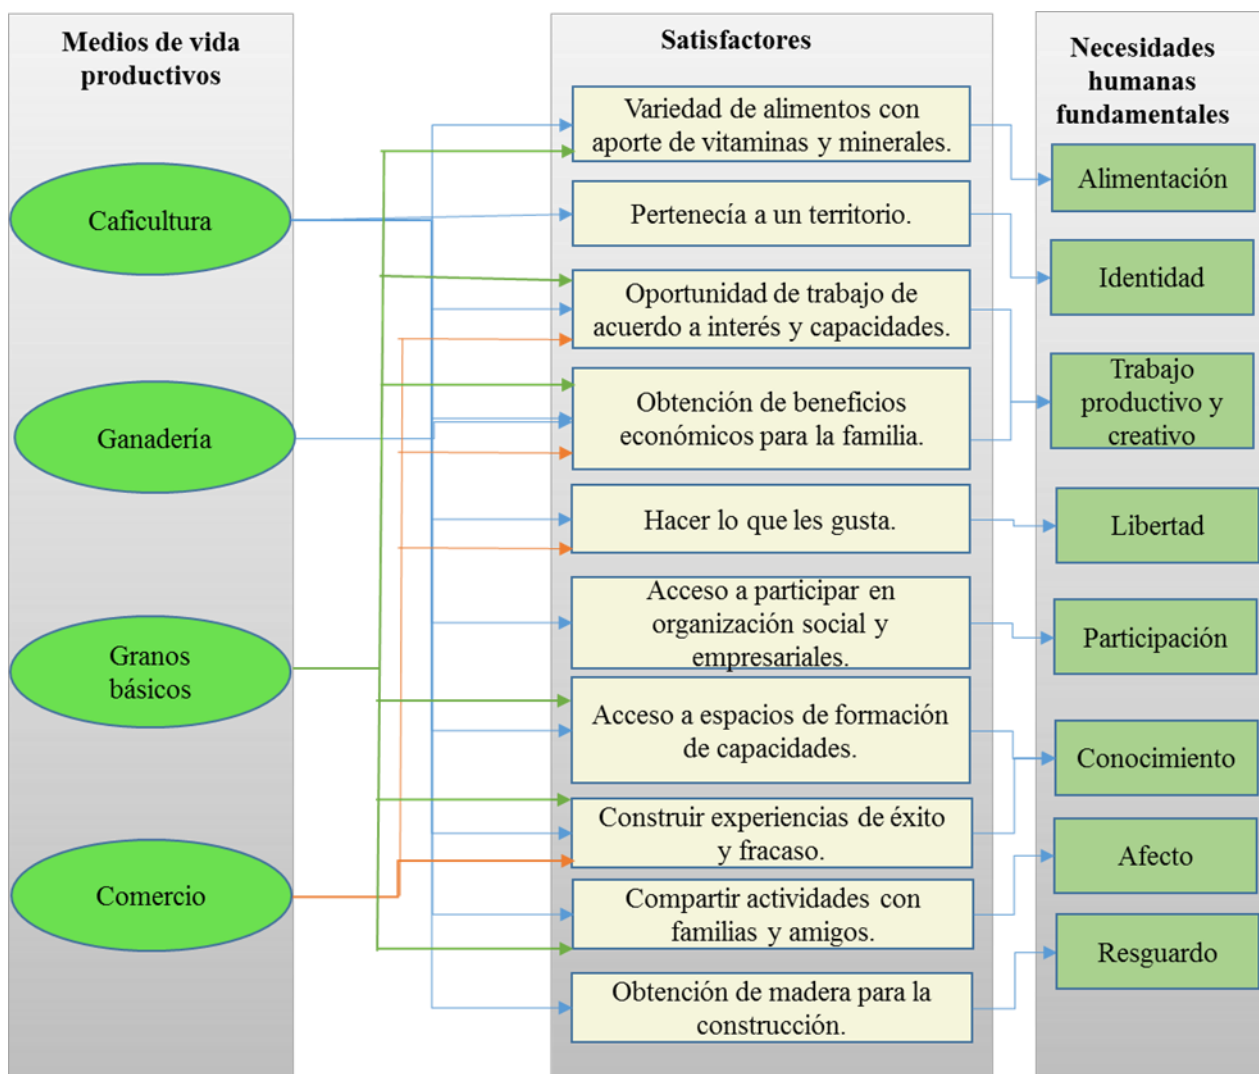 Medios de vida
productivos
Caficultura
Ganadería
Granos
básicos
Comercio
Satisfactores
Variedad de alimentos con
aporte de vitaminas y minerales.
Pertenecía a un territorio.
Oportunidad de trabajo de
acuerdo a interés y capacidades.
Obtención de beneficios
económicos para la familia.
Hacer lo que les gusta.
Acceso a participar en
organización social y
empresariales.
Acceso a espacios de formación
de capacidades.
Construir experiencias de éxito
y fracaso.
Compartir actividades con
familias y amigos.
Obtención de madera para la
construcción.
Necesidades
humanas
fundamentales
Alimentación
Identidad
Trabajo
productivo y
creativo
Libertad
Participación
Conocimiento
Afecto
Resguardo